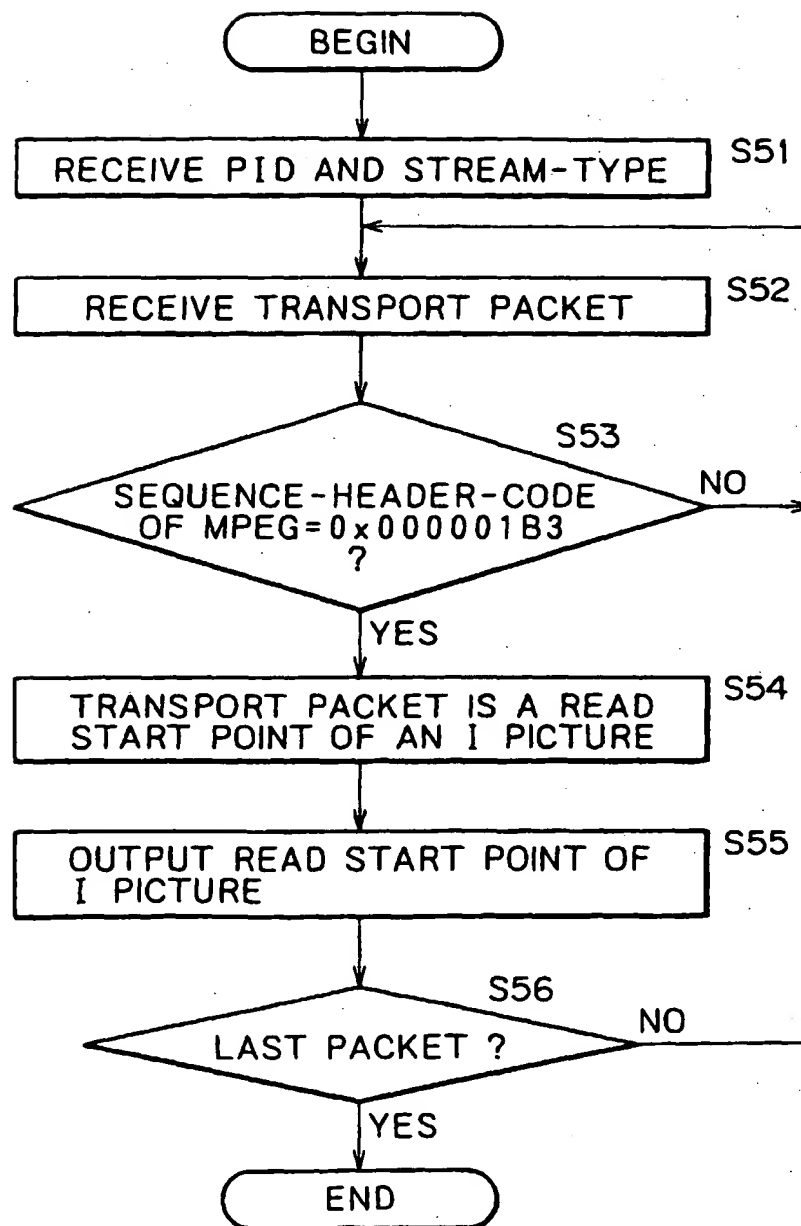 BEGIN
RECEIVE PID AND STREAM-TYPE
S51
RECEIVE TRANSPORT PACKET
S52
S53
SEQUENCE-HEADER-CODE
OF MPEG=0x000001B3
?
NO
YES
TRANSPORT PACKET IS A READ
START POINT OF AN I PICTURE
S54
OUTPUT READ START POINT OF
I PICTURE
S55
S56
LAST PACKET ?
NO
YES
END